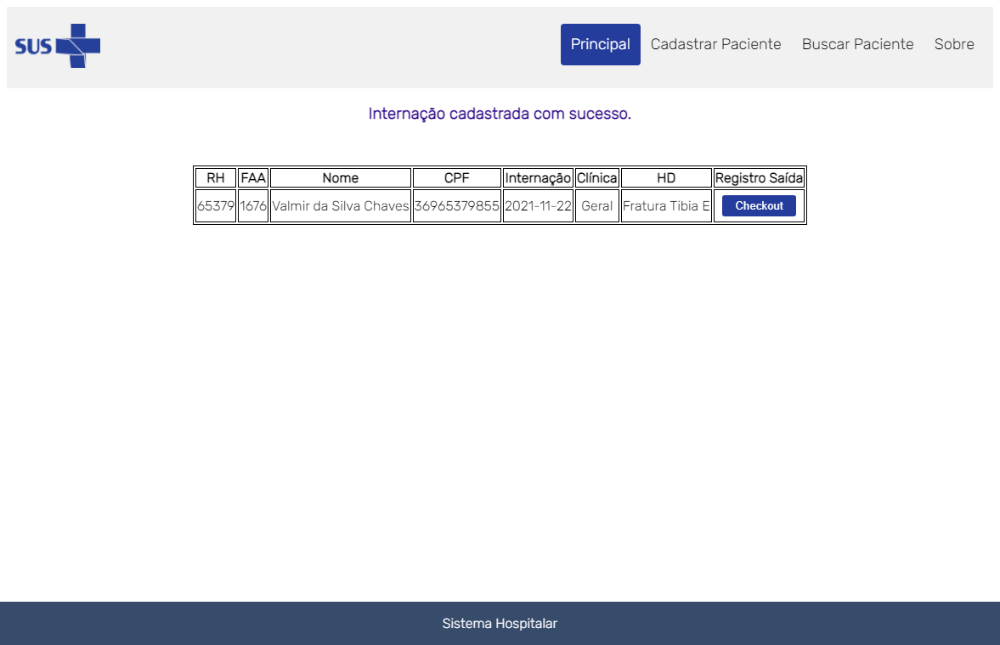 SUS
Principal Cadastrar Paciente Buscar Paciente Sobre
Internação cadastrada com sucesso.
RH FAA Nome CPF Internação Clínica HD Registro Saída
65379 1676 Valmir da Silva Chaves 36965379855 2021-11-22 Geral Fratura Tibia E Checkout
Sistema Hospitalar